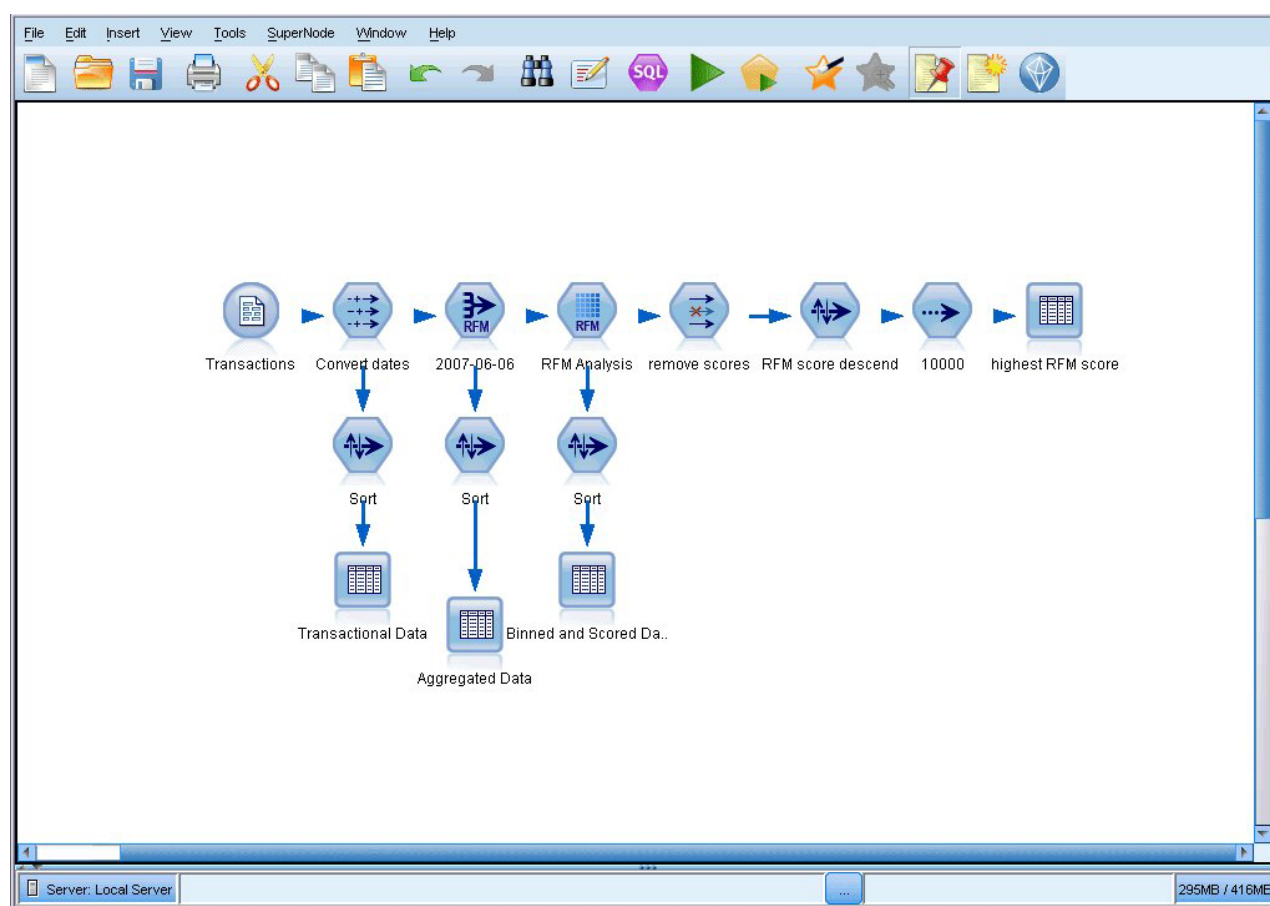 File Edit Insert View Tools SuperNode Window Help
SQL
RFM RFM
Transactions Convert dates 2007-06-06 RFM Analysis remove scores RFM score descend 10000 highest RFM score
Sort Sort Sort
Transactional Data Binned and Scored Da..
Aggregated Data
Server: Local Server ... 295MB / 416ME